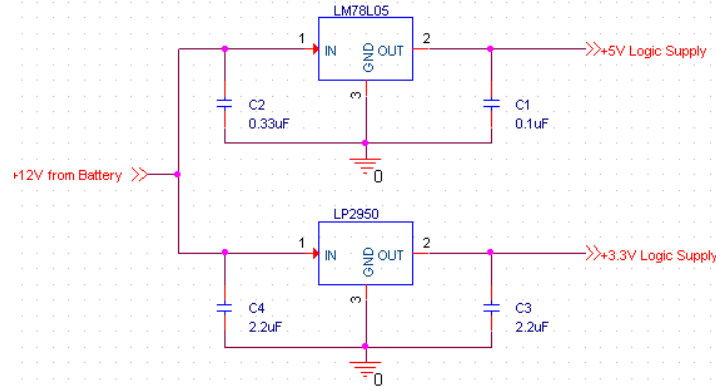 LM78L05
1
IN
GND
OUT
2
+5V Logic Supply
3
C2
0.33uF
C1
0.1uF
0
+12V from Battery
LP2950
1
IN
GND
OUT
2
+3.3V Logic Supply
3
C4
2.2uF
C3
2.2uF
0